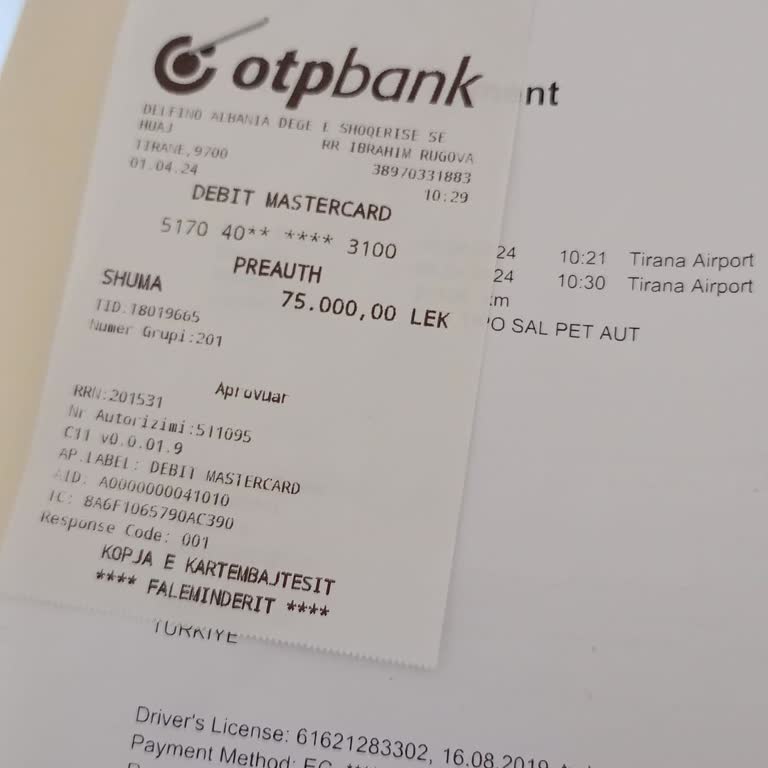 otpbank
nt
DELFINO ALBANIA DEGE E SHOQERISE SE
HUAJ
RR IBRAHIM RUGOVA
TIRANE,9700
38970331883
01.04.24
10:29
DEBIT MASTERCARD
5170 40** **** 3100
PREAUTH
SHUMA
75.000,00 LEK
TID.T8019665
Numer Grupi:201
Aprovuar
RRN:201531
Nr Autorizimi:511095
C11 v0.0.01.9
AP.LABEL: DEBIT MASTERCARD
AID: A0000000041010
TC: 8A6F1065790AC390
Response Code: 001
KOPJA E KARTEMBAJTESIT
**** FALEMINDERIT ****
24 10:21 Tirana Airport
24 10:30 Tirana Airport
km
PO SAL PET AUT
TÜRKIYE
Driver's License: 61621283302, 16.08.2019
Payment Method: